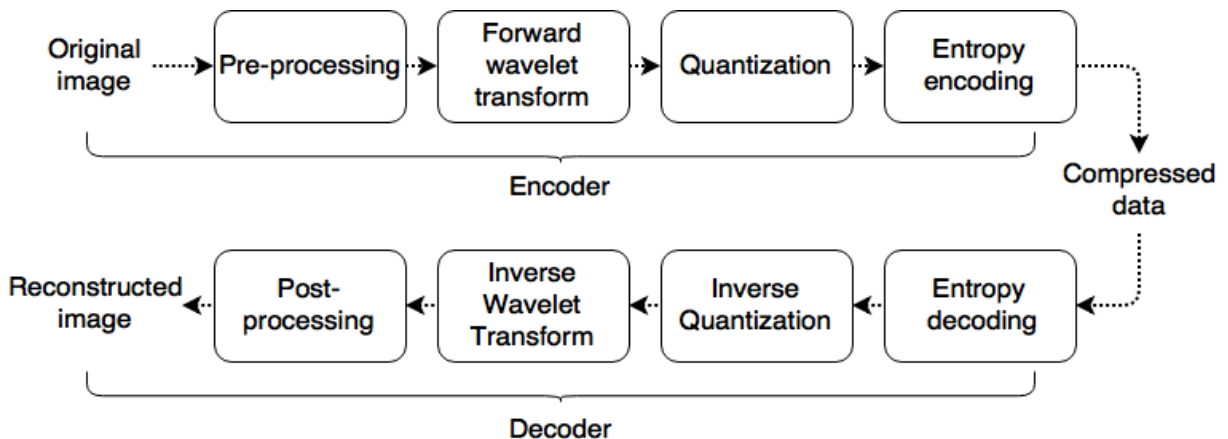 Original
image
Pre-processing
Forward
wavelet
transform
Quantization
Entropy
encoding
Encoder
Compressed
data
Reconstructed
image
Post-
processing
Inverse
Wavelet
Transform
Inverse
Quantization
Entropy
decoding
Decoder